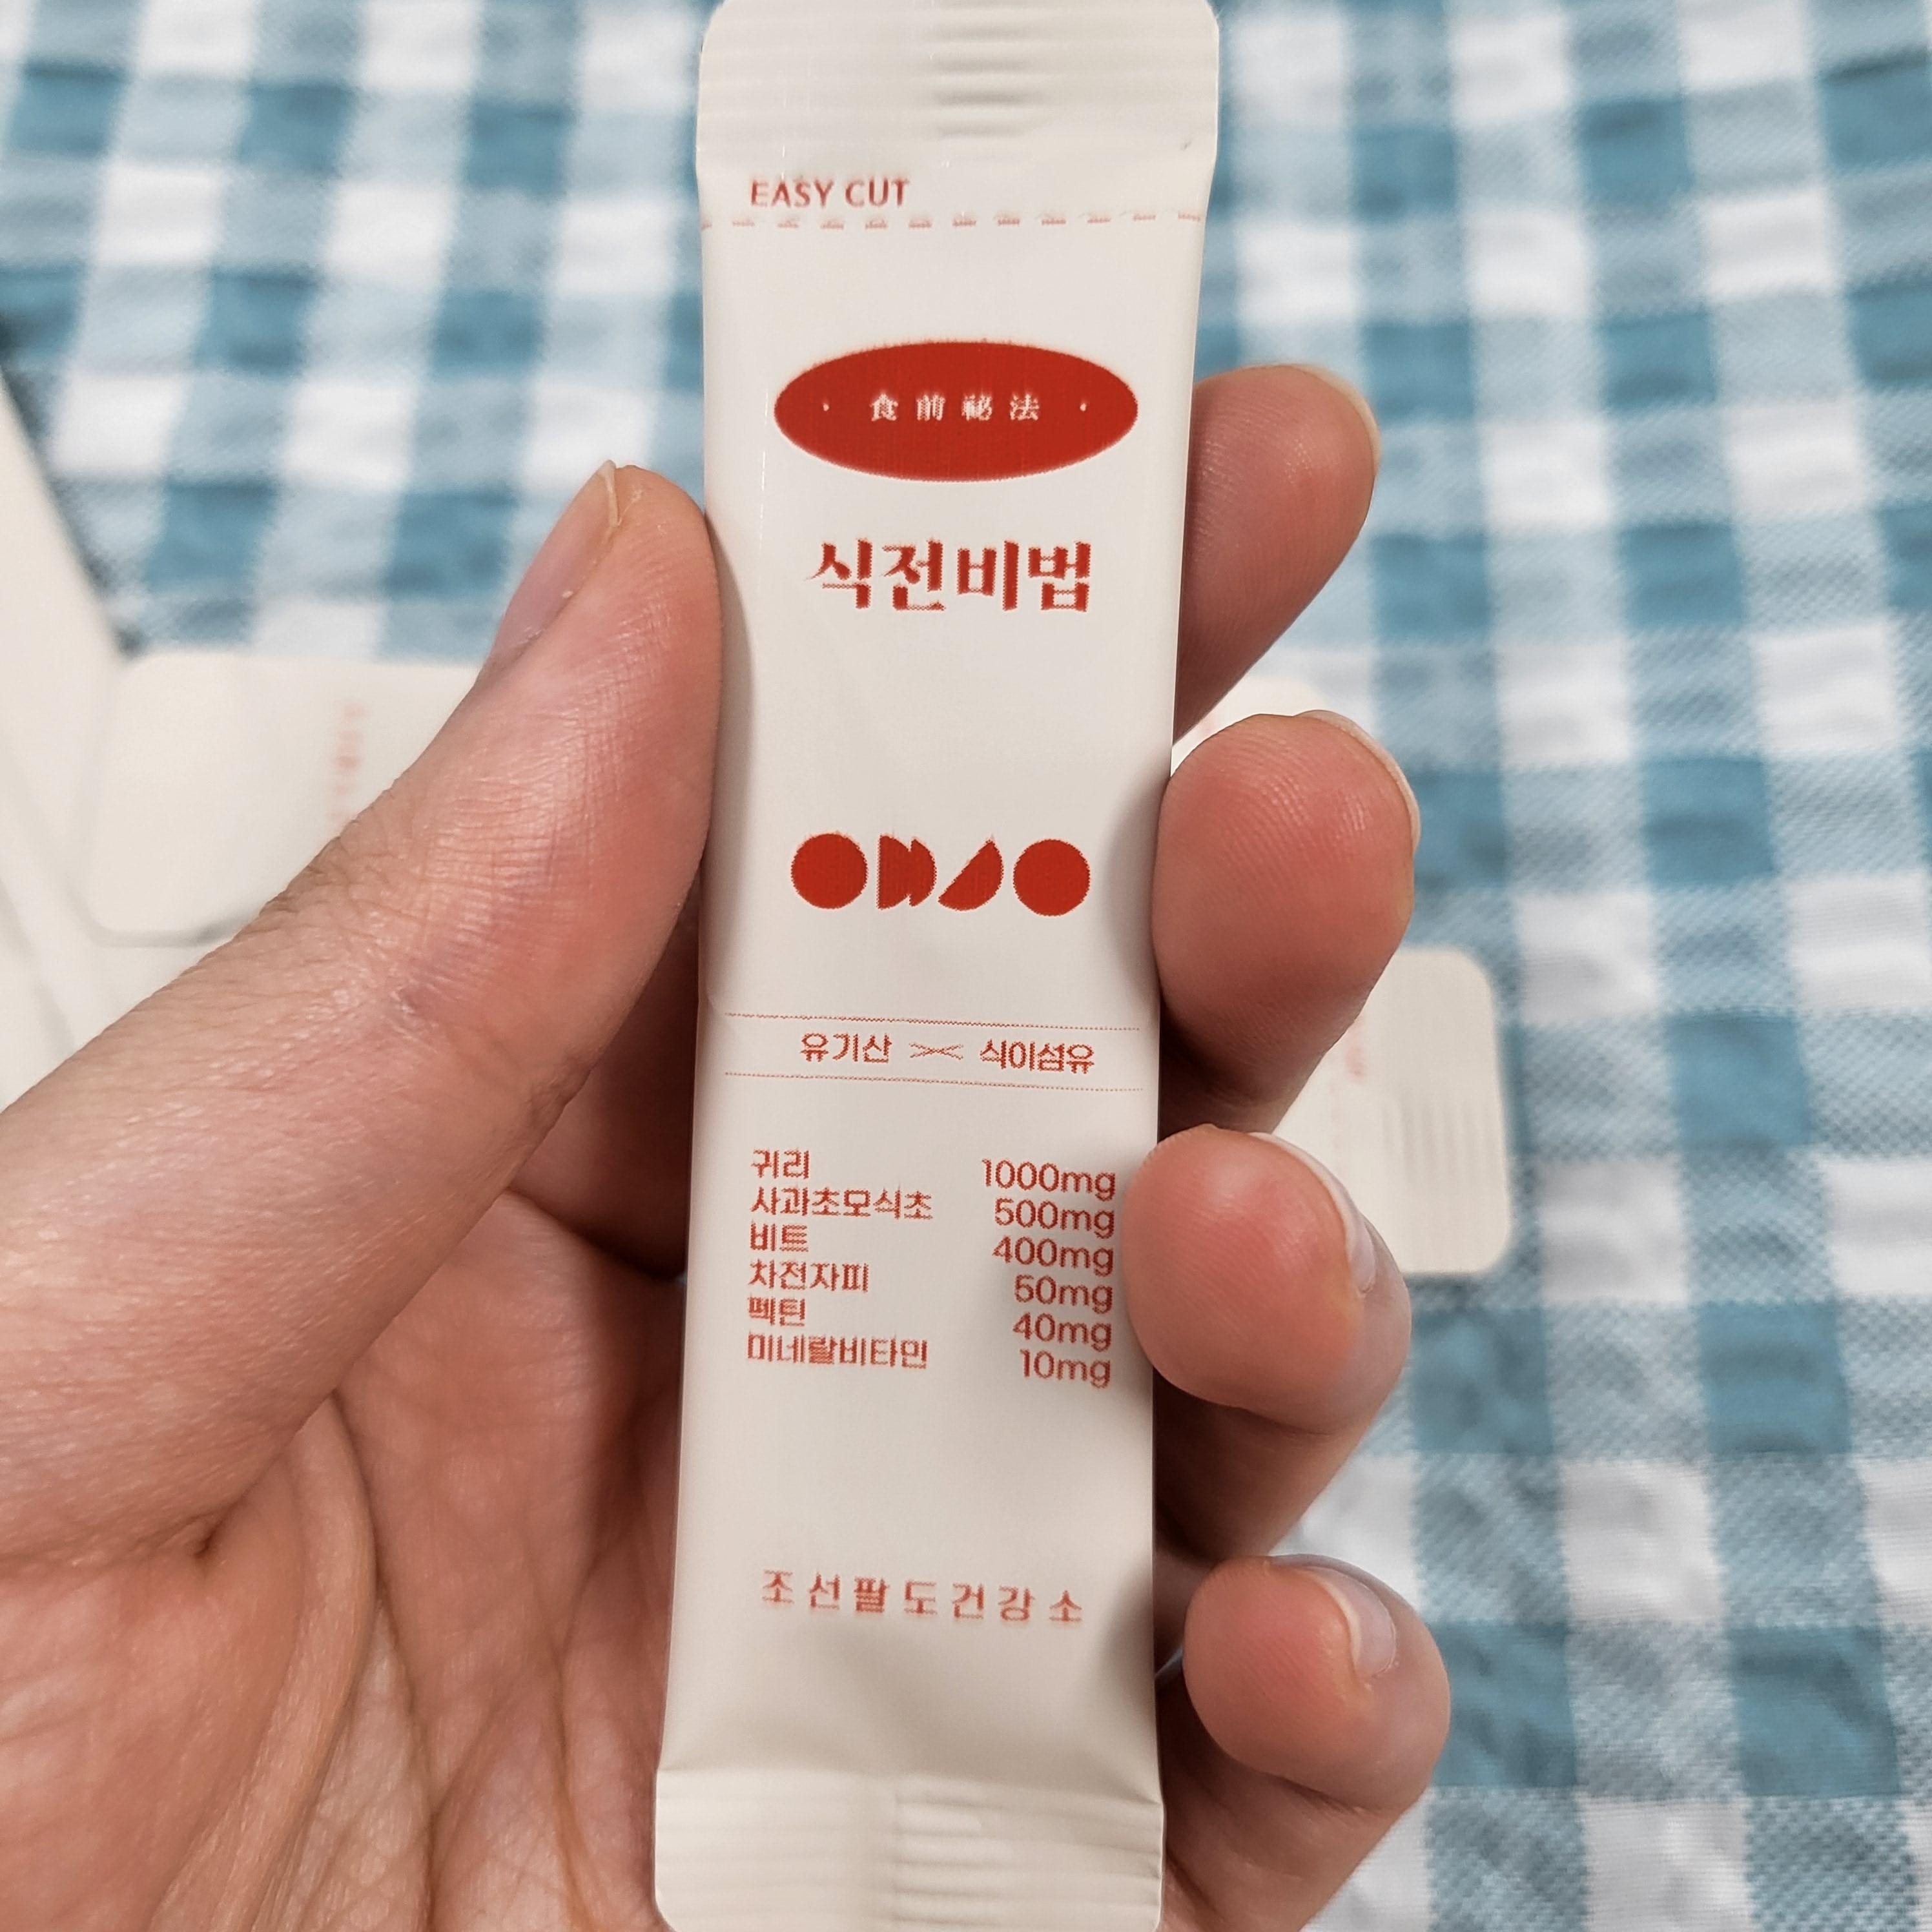 EASY CUT
· 食前祕法 ·
식전비법
유기산 식이섬유
귀리 1000mg
사과초모식초 500mg
비트 400mg
차전자피 50mg
펙틴 40mg
미네랄비타민 10mg
조선팔도건강소